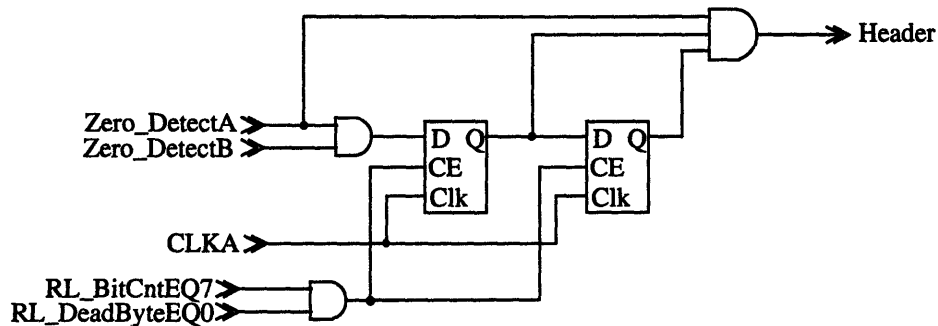 Header
Zero_DetectA
Zero_DetectB
D Q
CE
Clk
D Q
CE
Clk
CLKA
RL_BitCntEQ7
RL_DeadByteEQ0